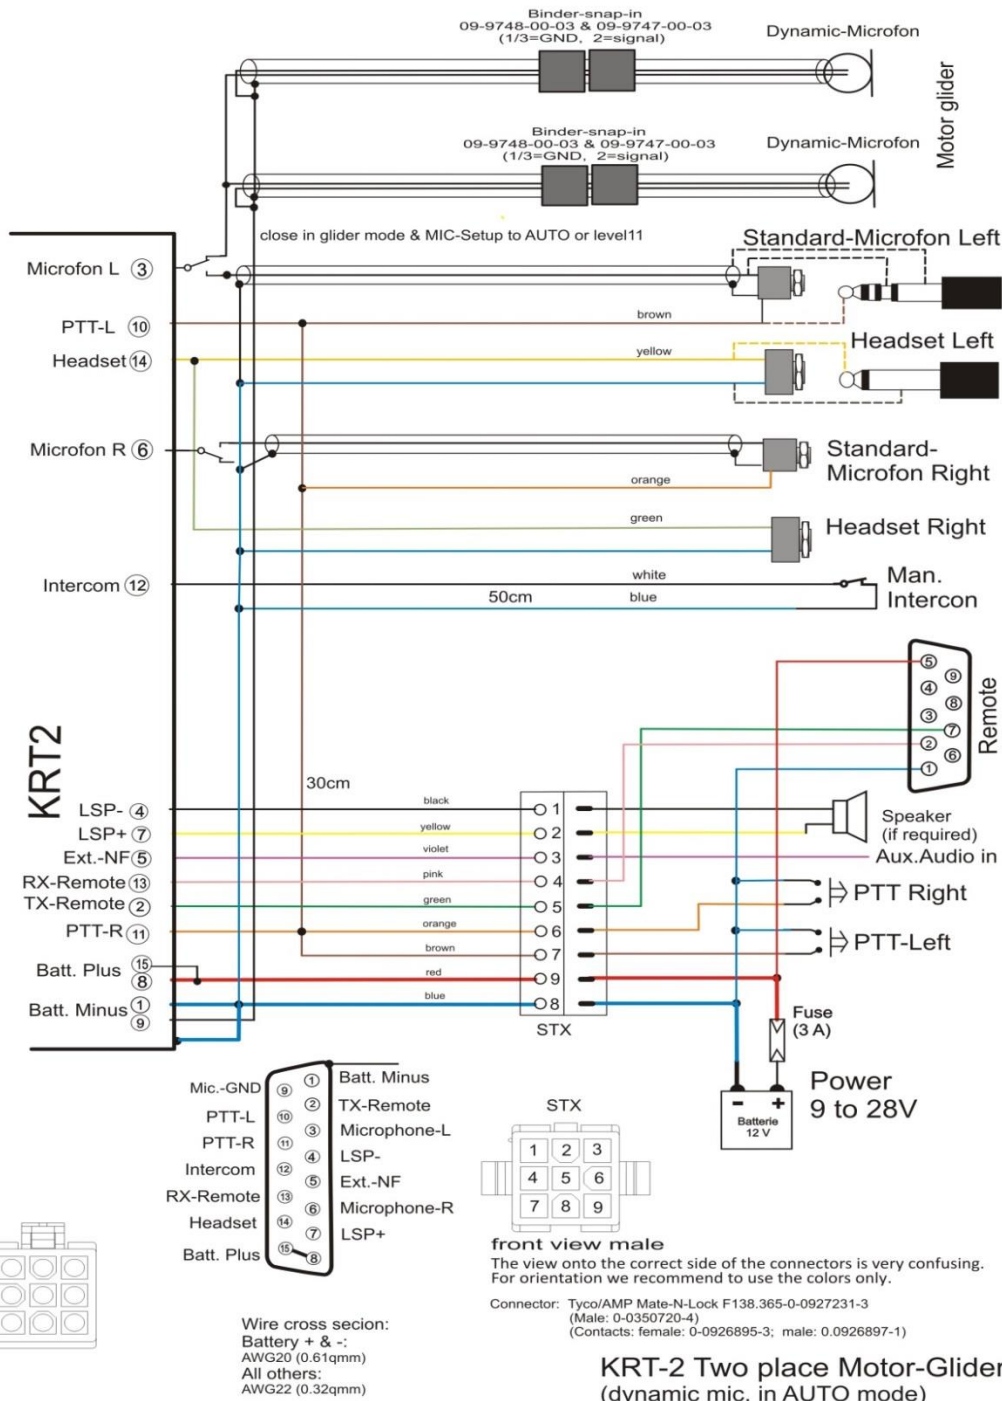 Binder-snap-in
09-9748-00-03 & 09-9747-00-03
(1/3=GND, 2=signal)
Dynamic-Microfon
Motor glider
Binder-snap-in
09-9748-00-03 & 09-9747-00-03
(1/3=GND, 2=signal)
Dynamic-Microfon
close in glider mode & MIC-Setup to AUTO or level11
Standard-Microfon Left
Microfon L 3
brown
PTT-L 10
Headset Left
yellow
Headset 14
Microfon R 6
Standard-
Microfon Right
orange
green
Headset Right
white
Intercom 12
Man.
Intercon
50cm
blue
5
9
4
8
3
7
2
6
1
Remote
KRT2
30cm
LSP- 4
black
1
Speaker
(if required)
LSP+ 7
yellow
2
Ext.-NF 5
violet
3
Aux.Audio in
RX-Remote 13
pink
4
TX-Remote 2
green
5
PTT Right
PTT-R 11
orange
6
PTT-Left
brown
7
Batt. Plus 15
8
red
9
Batt. Minus 1
9
blue
8
STX
Fuse
(3 A)
Power
9 to 28V
- +
Batterie
12 V
Mic.-GND 9
1 Batt. Minus
PTT-L 10
2 TX-Remote
PTT-R 11
3 Microphone-L
Intercom 12
4 LSP-
RX-Remote 13
5 Ext.-NF
Headset 14
6 Microphone-R
Batt. Plus 15
7 LSP+
8
STX
1 2 3
4 5 6
7 8 9
front view male
The view onto the correct side of the connectors is very confusing.
For orientation we recommend to use the colors only.
Connector: Tyco/AMP Mate-N-Lock F138.365-0-0927231-3
(Male: 0-0350720-4)
(Contacts: female: 0-0926895-3; male: 0.0926897-1)
Wire cross secion:
Battery + & -:
AWG20 (0.61qmm)
All others:
AWG22 (0.32qmm)
KRT-2 Two place Motor-Glider
(dynamic mic. in AUTO mode)